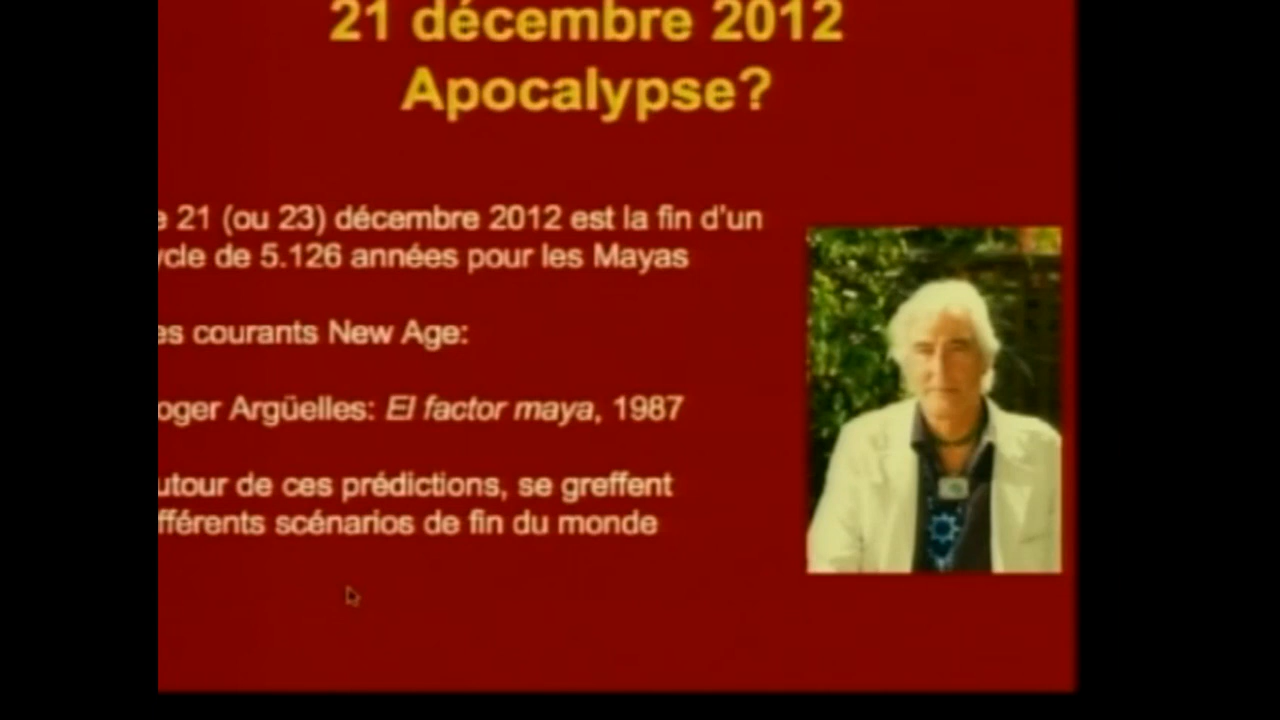 21 décembre 2012
Apocalypse?
e 21 (ou 23) décembre 2012 est la fin d'un
ycle de 5.126 années pour les Mayas
es courants New Age:
oger Argüelles: El factor maya, 1987
utour de ces prédictions, se greffent
fférents scénarios de fin du monde